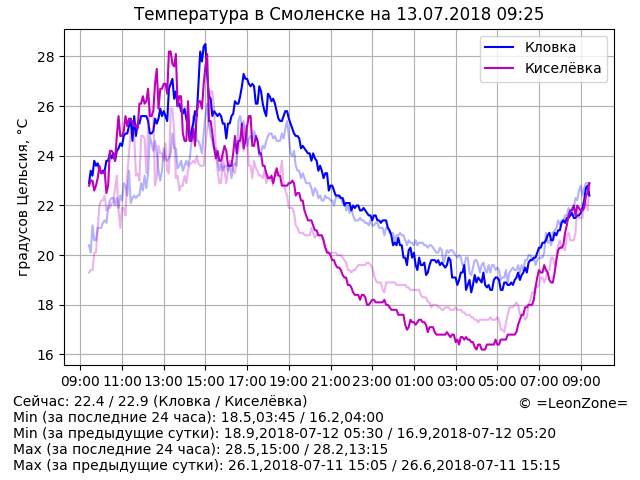 Температура в Смоленске на 13.07.2018 09:25
Кловка
Киселёвка
градусов Цельсия, °C
28
26
24
22
20
18
16
09:00 11:00 13:00 15:00 17:00 19:00 21:00 23:00 01:00 03:00 05:00 07:00 09:00
Сейчас: 22.4 / 22.9 (Кловка / Киселёвка)
© =LeonZone=
Min (за последние 24 часа): 18.5,03:45 / 16.2,04:00
Min (за предыдущие сутки): 18.9,2018-07-12 05:30 / 16.9,2018-07-12 05:20
Max (за последние 24 часа): 28.5,15:00 / 28.2,13:15
Max (за предыдущие сутки): 26.1,2018-07-11 15:05 / 26.6,2018-07-11 15:15